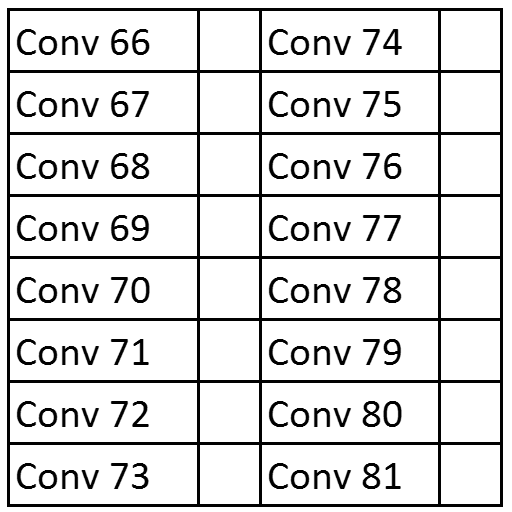 Conv 66 Conv 74
Conv 67 Conv 75
Conv 68 Conv 76
Conv 69 Conv 77
Conv 70 Conv 78
Conv 71 Conv 79
Conv 72 Conv 80
Conv 73 Conv 81